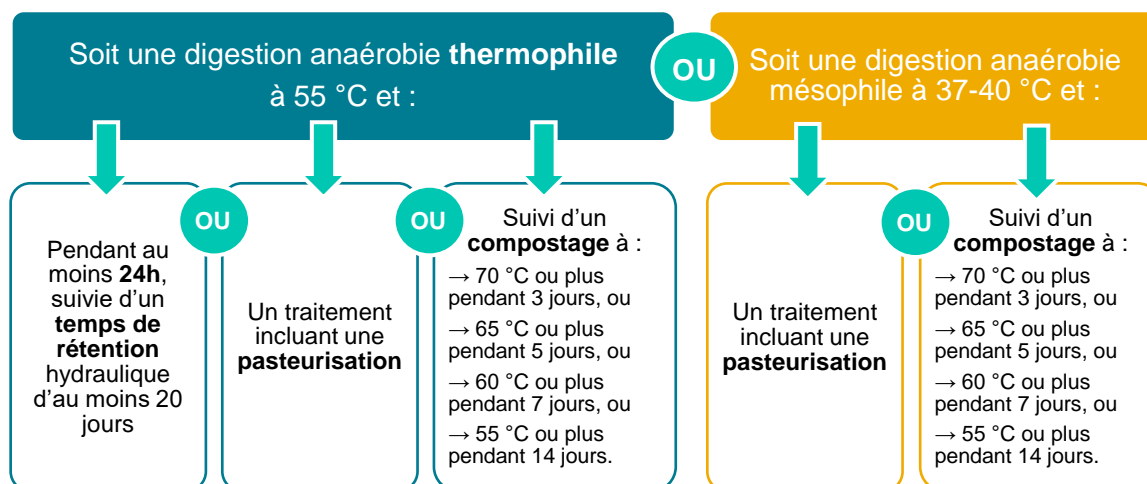 Soit une digestion anaérobie thermophile
à 55 °C et :
OU
Soit une digestion anaérobie
mésophile à 37-40 °C et :
Pendant au
moins 24h,
suivie d'un
temps de
rétention
hydraulique
d'au moins 20
jours
OU
Un traitement
incluant une
pasteurisation
OU
Suivi d'un
compostage à :
→ 70 °C ou plus
pendant 3 jours, ou
→ 65 °C ou plus
pendant 5 jours, ou
→ 60 °C ou plus
pendant 7 jours, ou
→ 55 °C ou plus
pendant 14 jours.
Un traitement
incluant une
pasteurisation
OU
Suivi d'un
compostage à :
→ 70 °C ou plus
pendant 3 jours, ou
→ 65 °C ou plus
pendant 5 jours, ou
→ 60 °C ou plus
pendant 7 jours, ou
→ 55 °C ou plus
pendant 14 jours.